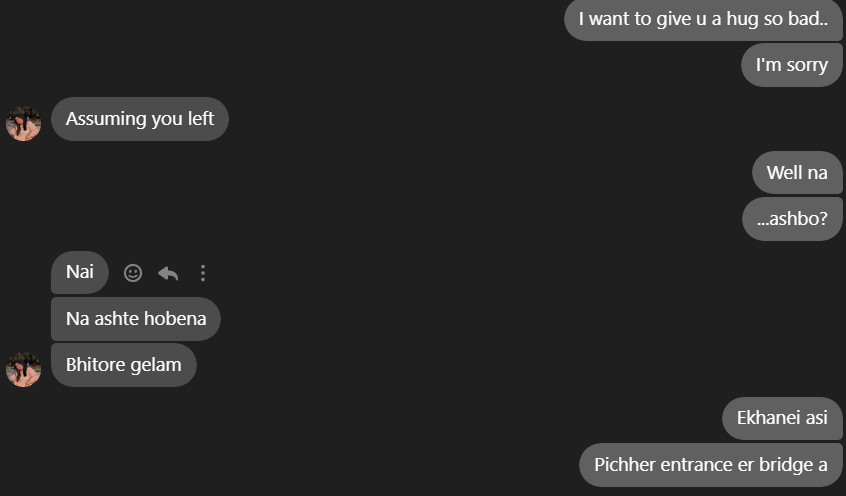 I want to give u a hug so bad..
I'm sorry
Assuming you left
Well na
...ashbo?
Nai
Na ashte hobena
Bhitore gelam
Ekhanei asi
Pichher entrance er bridge a